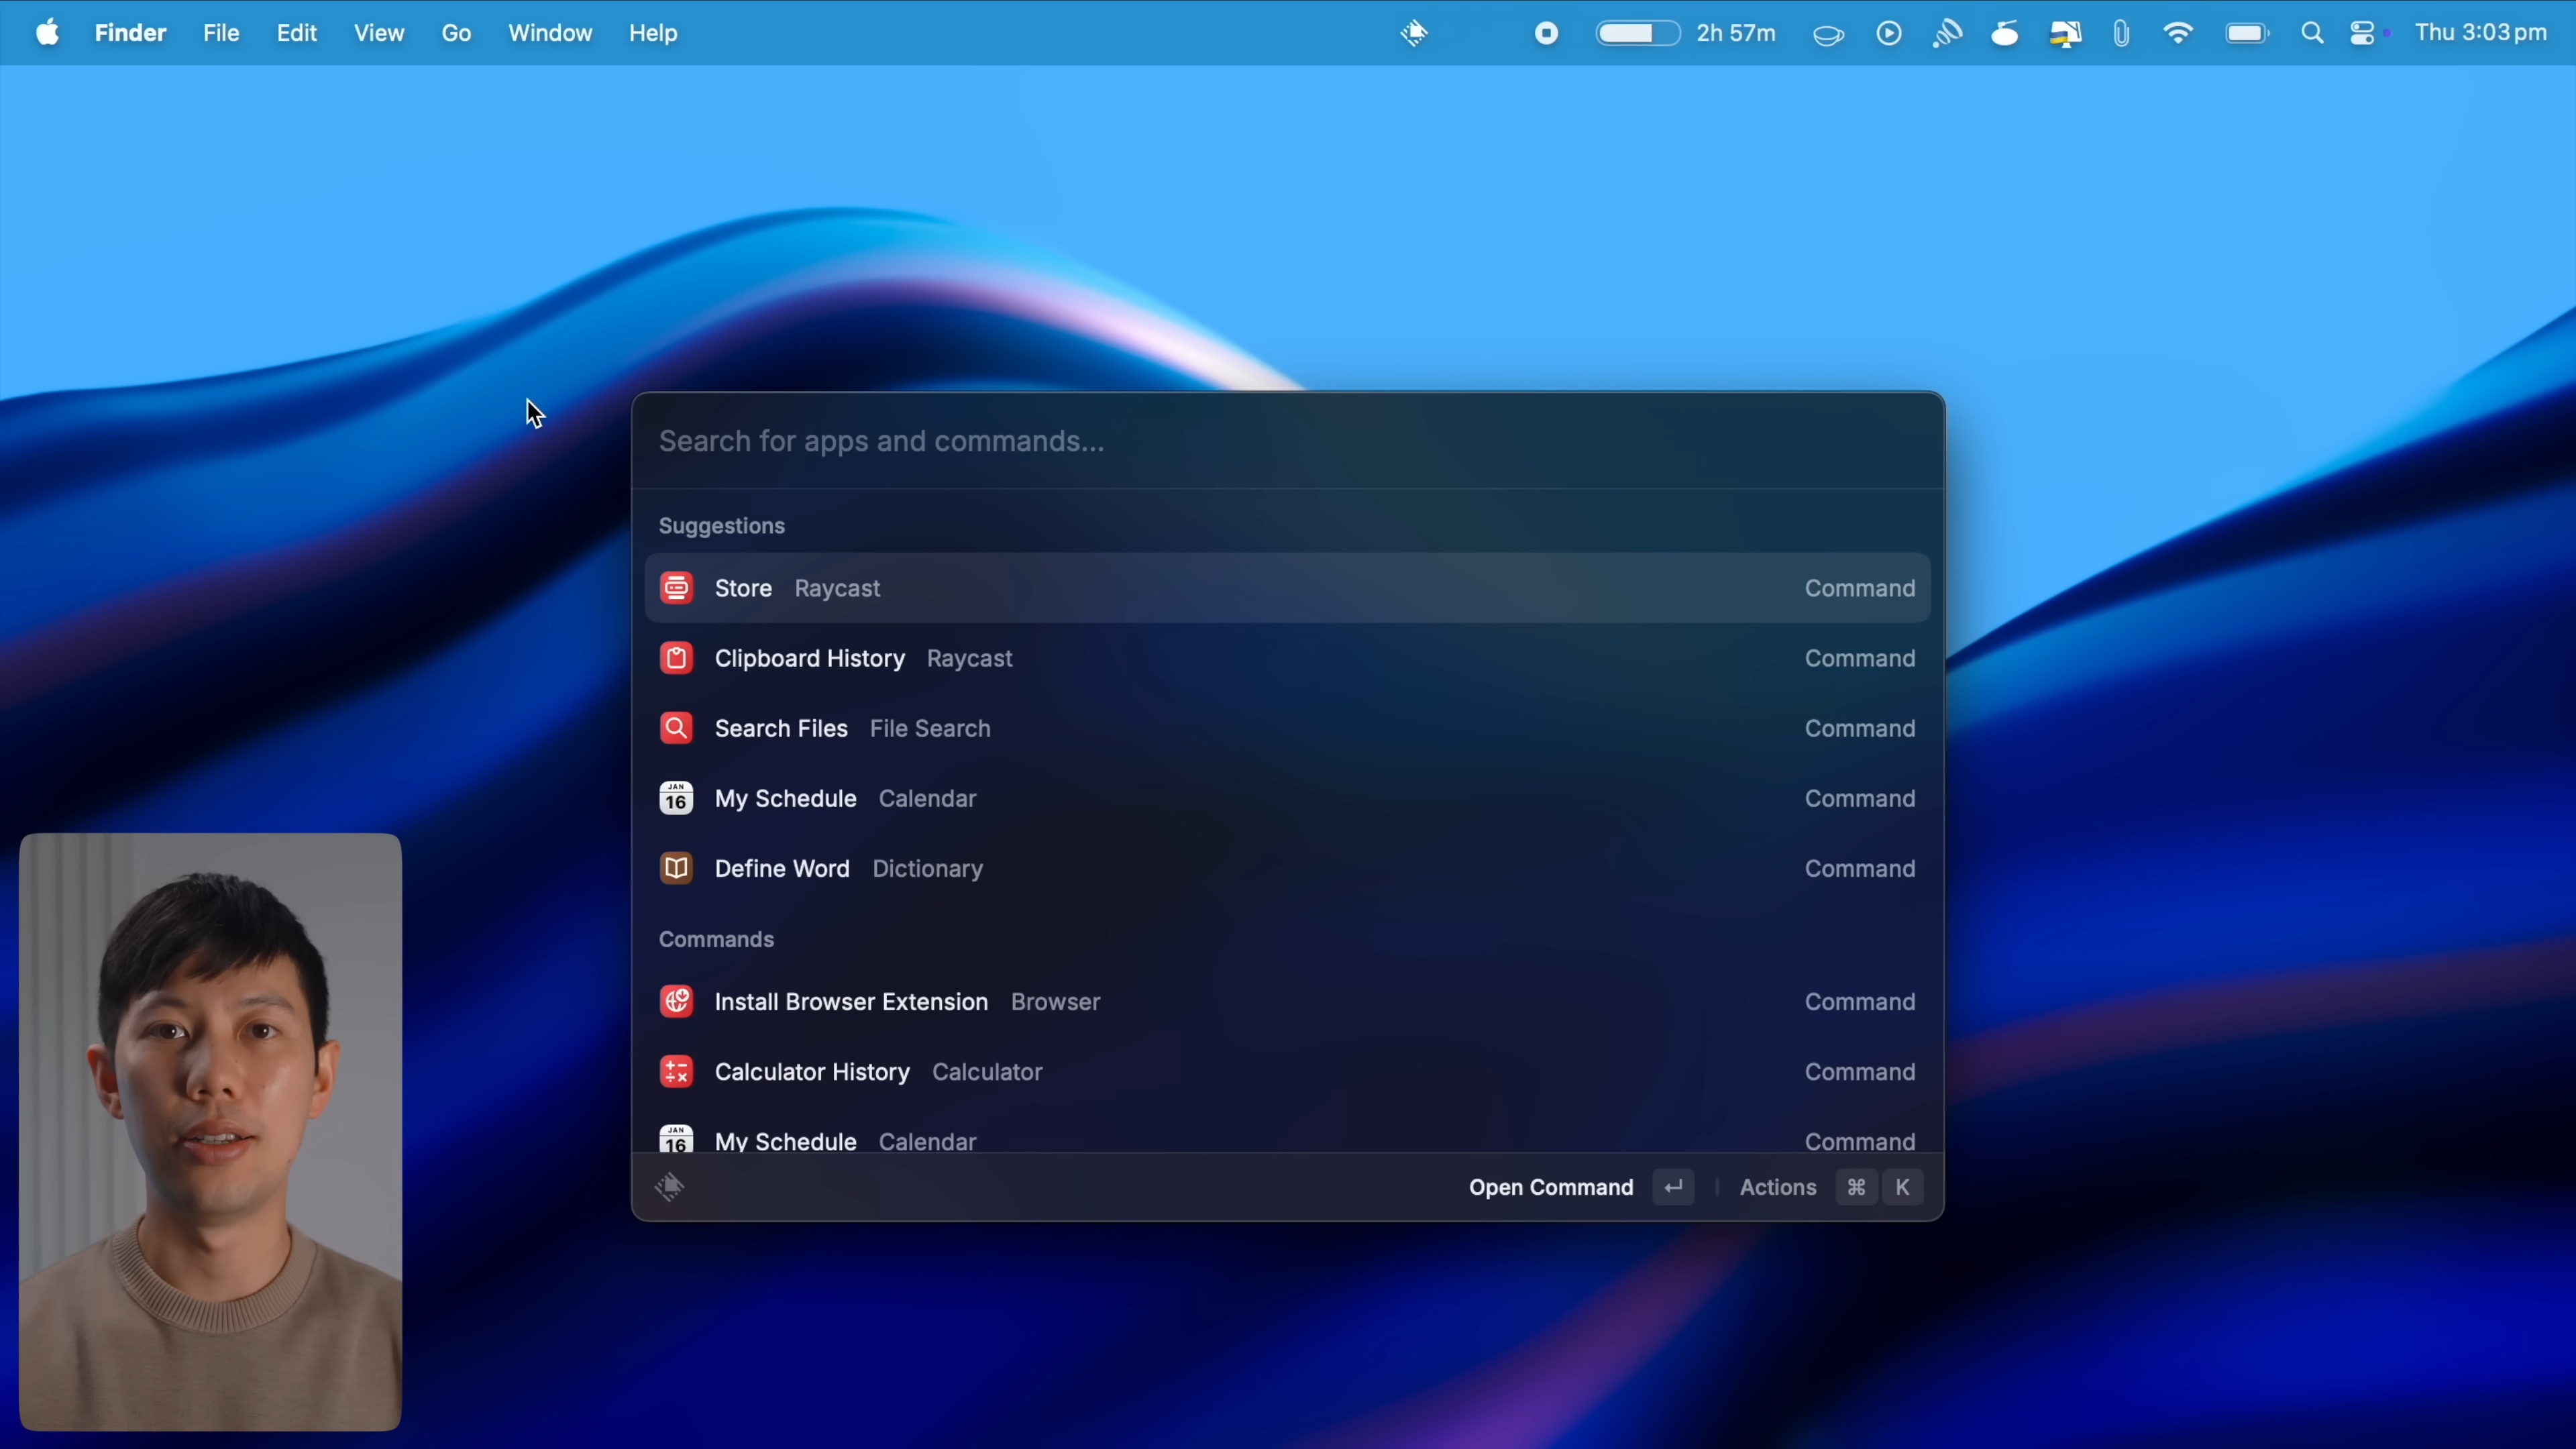 Finder File Edit View Go Window Help 2h 57m Thu 3:03 pm
Search for apps and commands...
Suggestions
Store Raycast Command
Clipboard History Raycast Command
Search Files File Search Command
JAN
16 My Schedule Calendar Command
Define Word Dictionary Command
Commands
Install Browser Extension Browser Command
Calculator History Calculator Command
JAN
16 My Schedule Calendar Command
Open Command ↵ | Actions ⌘ K